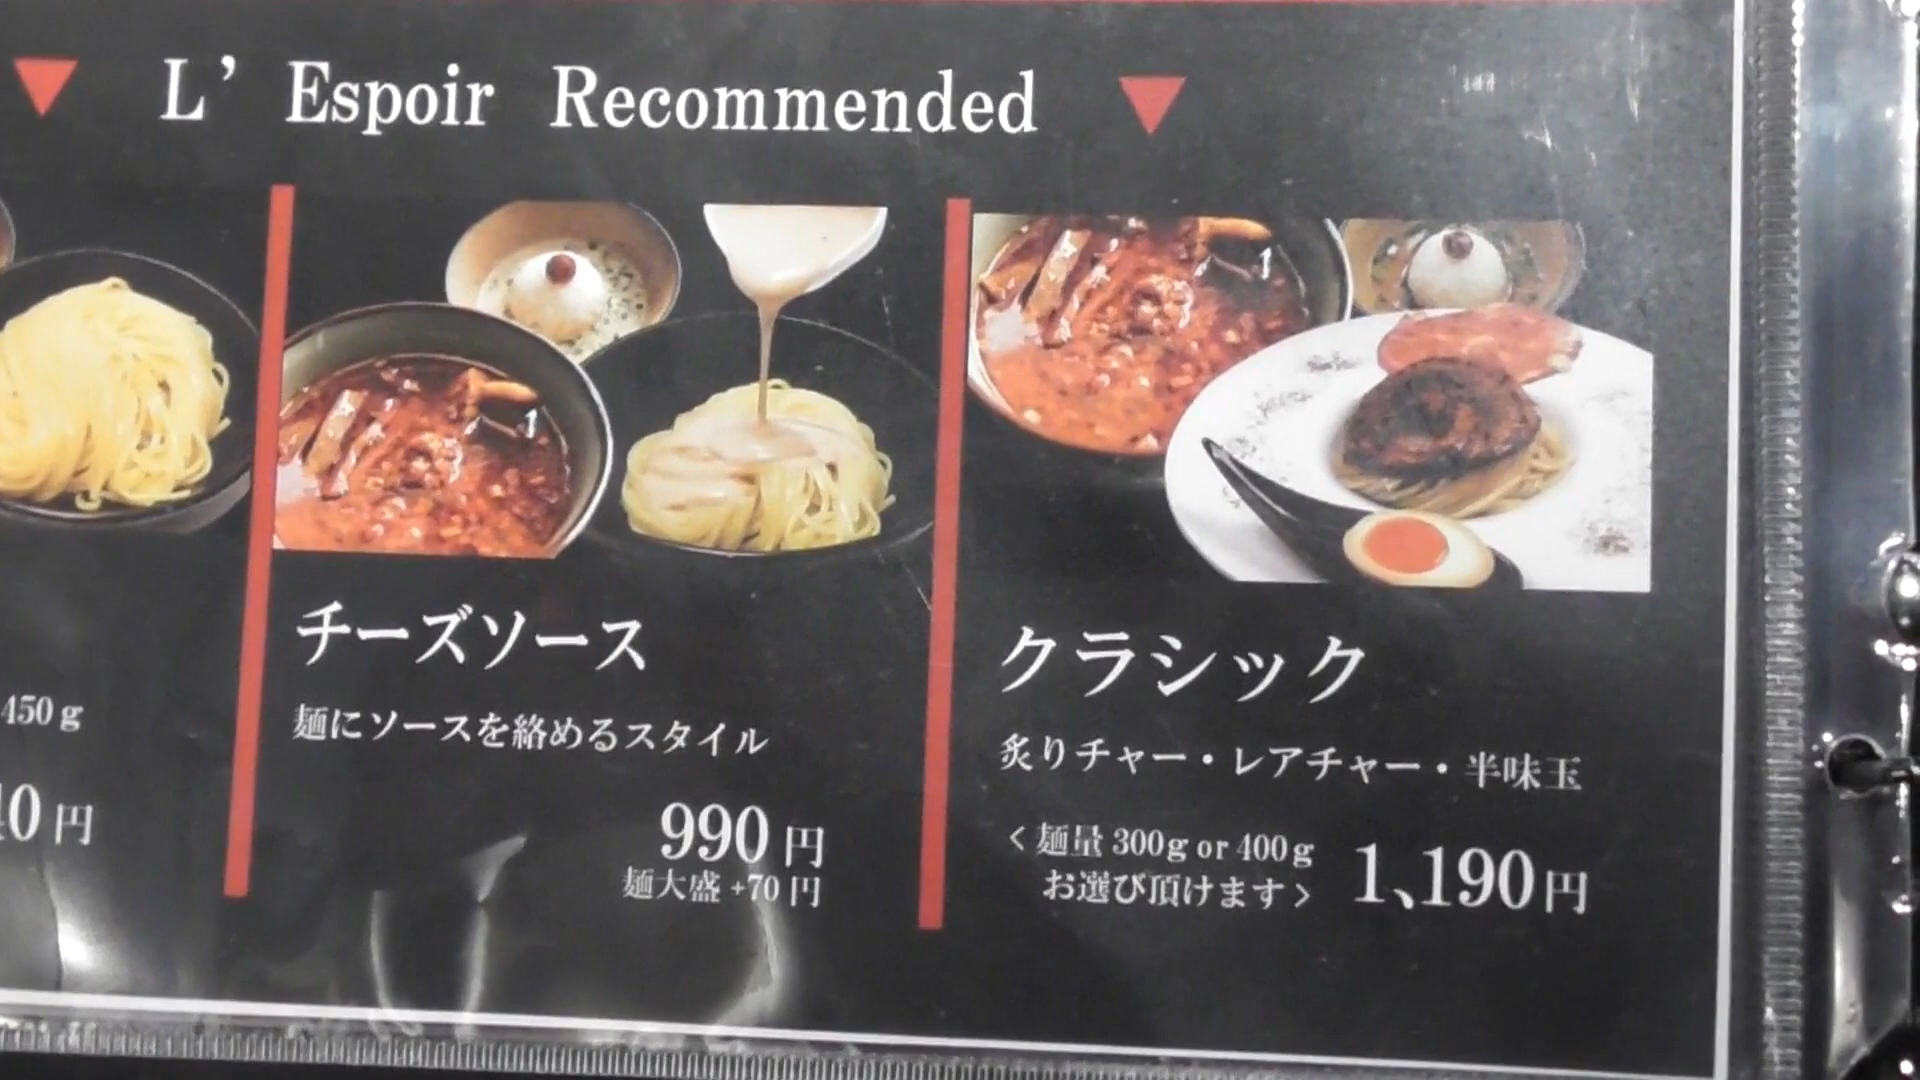 ▼ L' Espoir Recommended ▼
450g
40円
チーズソース
麺にソースを絡めるスタイル
990円
麺大盛 +70円
クラシック
炙りチャー・レアチャー・半味玉
<麺量 300g or 400g
お選び頂けます>
1,190円